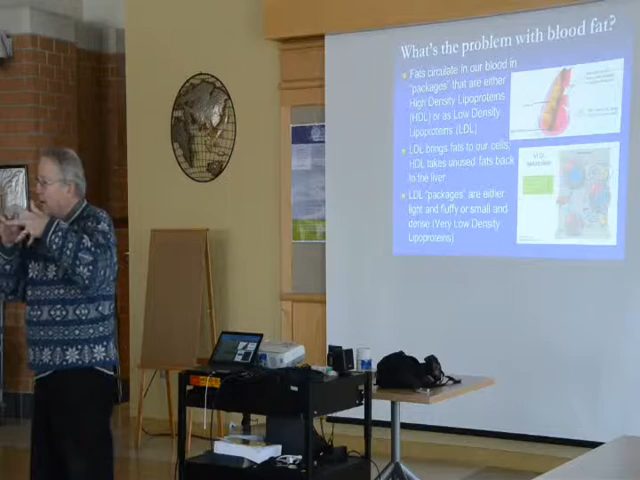 What's the problem with blood fat?
Fats circulate in our blood in
"packages" that are either
High Density Lipoproteins
(HDL) or as Low Density
Lipoproteins (LDL)
LDL brings fats to our cells,
HDL takes unused fats back
to the liver
LDL "packages" are either
light and fluffy or small and
dense (Very Low Density
Lipoproteins)